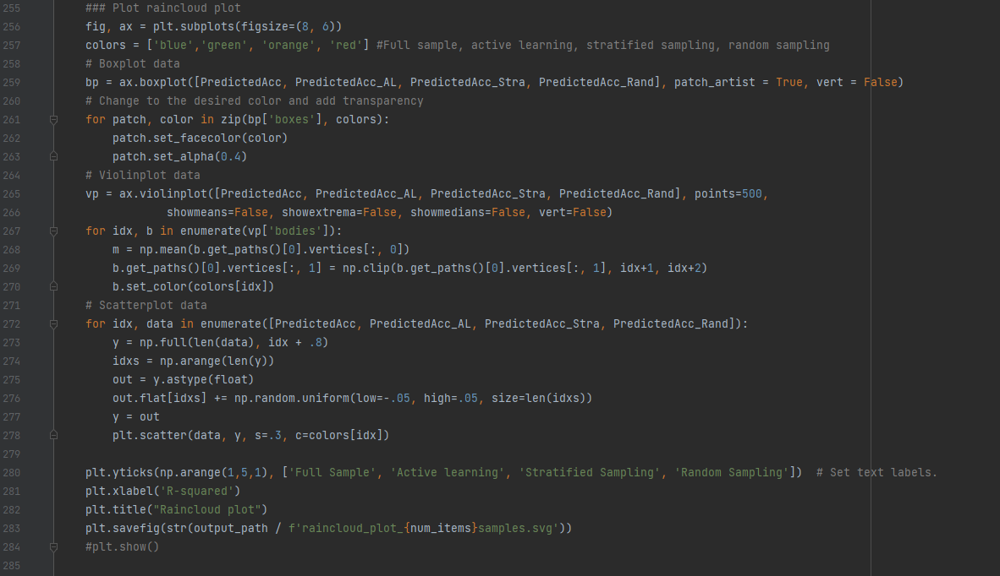 255 ### Plot raincloud plot
256 fig, ax = plt.subplots(figsize=(8, 6))
257 colors = ['blue','green', 'orange', 'red'] #Full sample, active learning, stratified sampling, random sampling
258 # Boxplot data
259 bp = ax.boxplot([PredictedAcc, PredictedAcc_AL, PredictedAcc_Stra, PredictedAcc_Rand], patch_artist = True, vert = False)
260 # Change to the desired color and add transparency
261 for patch, color in zip(bp['boxes'], colors):
262     patch.set_facecolor(color)
263     patch.set_alpha(0.4)
264 # Violinplot data
265 vp = ax.violinplot([PredictedAcc, PredictedAcc_AL, PredictedAcc_Stra, PredictedAcc_Rand], points=500,
266             showmeans=False, showextrema=False, showmedians=False, vert=False)
267 for idx, b in enumerate(vp['bodies']):
268     m = np.mean(b.get_paths()[0].vertices[:, 0])
269     b.get_paths()[0].vertices[:, 1] = np.clip(b.get_paths()[0].vertices[:, 1], idx+1, idx+2)
270     b.set_color(colors[idx])
271 # Scatterplot data
272 for idx, data in enumerate([PredictedAcc, PredictedAcc_AL, PredictedAcc_Stra, PredictedAcc_Rand]):
273     y = np.full(len(data), idx + .8)
274     idxs = np.arange(len(y))
275     out = y.astype(float)
276     out.flat[idxs] += np.random.uniform(low=-.05, high=.05, size=len(idxs))
277     y = out
278     plt.scatter(data, y, s=.3, c=colors[idx])
279
280 plt.yticks(np.arange(1,5,1), ['Full Sample', 'Active learning', 'Stratified Sampling', 'Random Sampling'])  # Set text labels.
281 plt.xlabel('R-squared')
282 plt.title("Raincloud plot")
283 plt.savefig(str(output_path / f'raincloud_plot_{num_items}samples.svg'))
284 #plt.show()
285